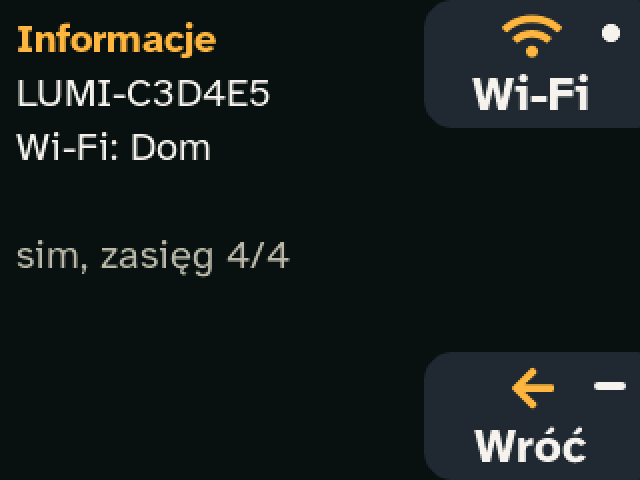 Informacje
LUMI-C3D4E5
Wi-Fi: Dom
sim, zasięg 4/4
Wi-Fi
Wróć